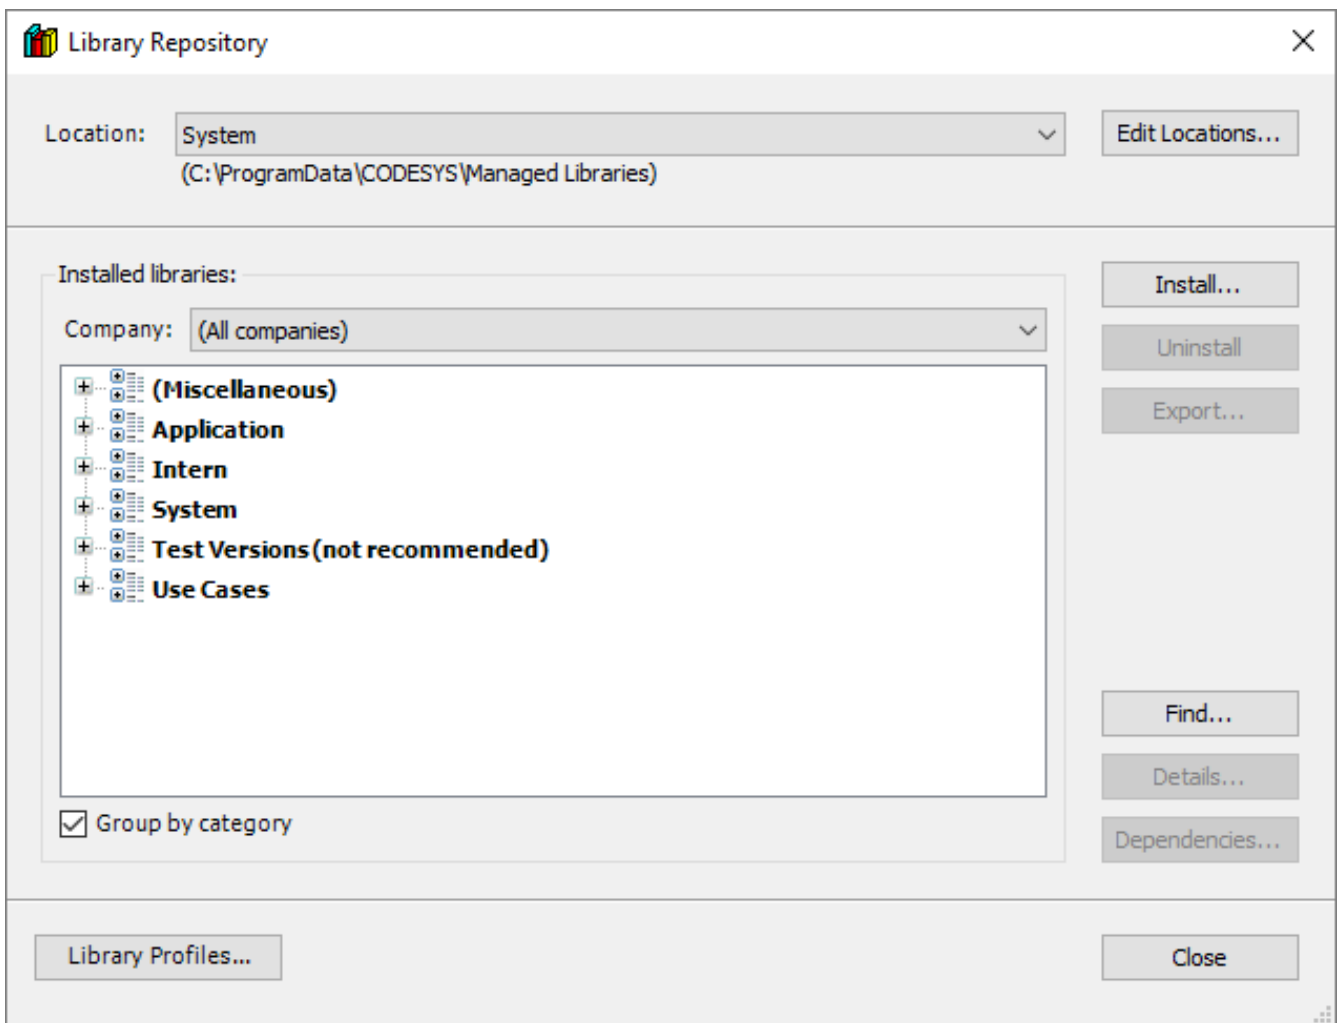 Library Repository
Location: System Edit Locations...
(C:\ProgramData\CODESYS\Managed Libraries)
Installed libraries:
Install...
Company: (All companies)
Uninstall
(Miscellaneous)
Export...
Application
Intern
System
Test Versions (not recommended)
Use Cases
Find...
Details...
Group by category
Dependencies...
Library Profiles... Close